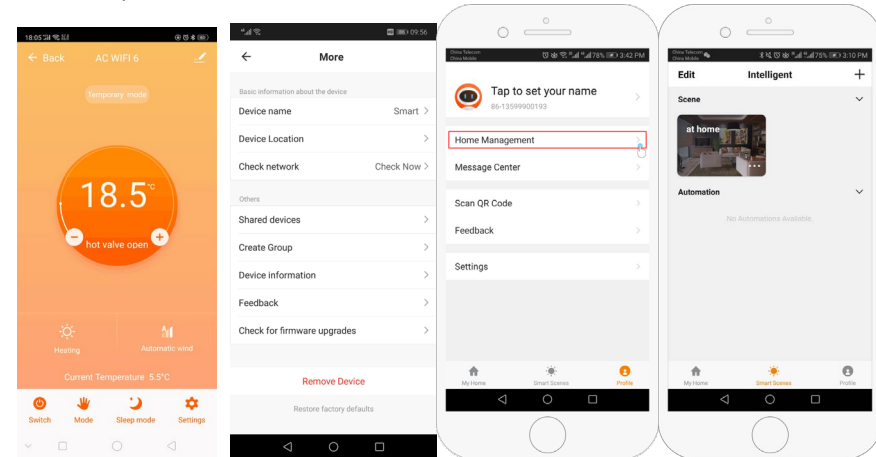 18:05
Back
AC WIFI 6
Temporary mode
18.5°C
hot valve open
Heating
Automatic wind
Current Temperature 5.5°C
Switch
Mode
Sleep mode
Settings
09:56
More
Basic information about the device
Device name
Smart
Device Location
Check network
Check Now
Others
Shared devices
Create Group
Device information
Feedback
Check for firmware upgrades
Remove Device
Restore factory defaults
China Telecom
China Mobile
78%
3:42 PM
Tap to set your name
86-13599900193
Home Management
Message Center
Scan QR Code
Feedback
Settings
My Home
Smart Scenes
Profile
China Telecom
China Mobile
75%
3:10 PM
Edit
Intelligent
Scene
at home
Automation
No Automations Available
My Home
Smart Scenes
Profile